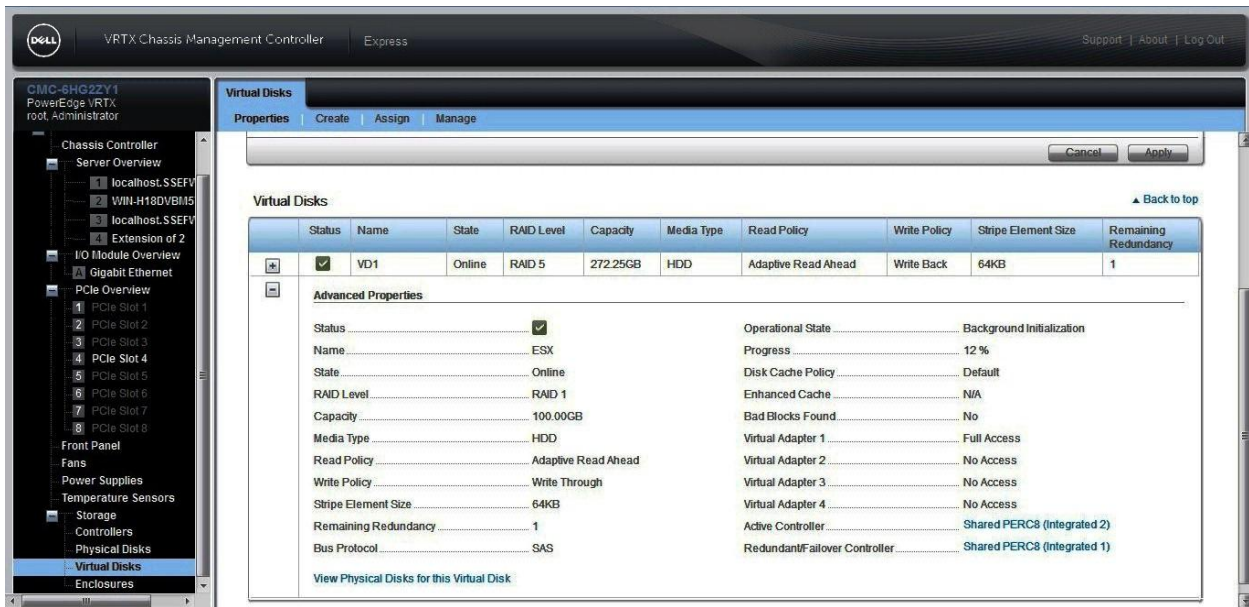 DELL
VRTX Chassis Management Controller Express
Support | About | Log Out
CMC-6HG2ZY1
PowerEdge VRTX
root, Administrator
Chassis Controller
Server Overview
1 localhost.SSEFV
2 WIN-H18DVBM5
3 localhost.SSEFV
4 Extension of 2
I/O Module Overview
A Gigabit Ethernet
PCIe Overview
1 PCIe Slot 1
2 PCIe Slot 2
3 PCIe Slot 3
4 PCIe Slot 4
5 PCIe Slot 5
6 PCIe Slot 6
7 PCIe Slot 7
8 PCIe Slot 8
Front Panel
Fans
Power Supplies
Temperature Sensors
Storage
Controllers
Physical Disks
Virtual Disks
Enclosures
Virtual Disks
Properties | Create | Assign | Manage
Cancel Apply
Virtual Disks
Back to top
Status Name State RAID Level Capacity Media Type Read Policy Write Policy Stripe Element Size Remaining Redundancy
VD1 Online RAID 5 272.25GB HDD Adaptive Read Ahead Write Back 64KB 1
Advanced Properties
Status
Name ESX
State Online
RAID Level RAID 1
Capacity 100.00GB
Media Type HDD
Read Policy Adaptive Read Ahead
Write Policy Write Through
Stripe Element Size 64KB
Remaining Redundancy 1
Bus Protocol SAS
View Physical Disks for this Virtual Disk
Operational State Background Initialization
Progress 12 %
Disk Cache Policy Default
Enhanced Cache N/A
Bad Blocks Found No
Virtual Adapter 1 Full Access
Virtual Adapter 2 No Access
Virtual Adapter 3 No Access
Virtual Adapter 4 No Access
Active Controller Shared PERC8 (Integrated 2)
Redundant/Failover Controller Shared PERC8 (Integrated 1)